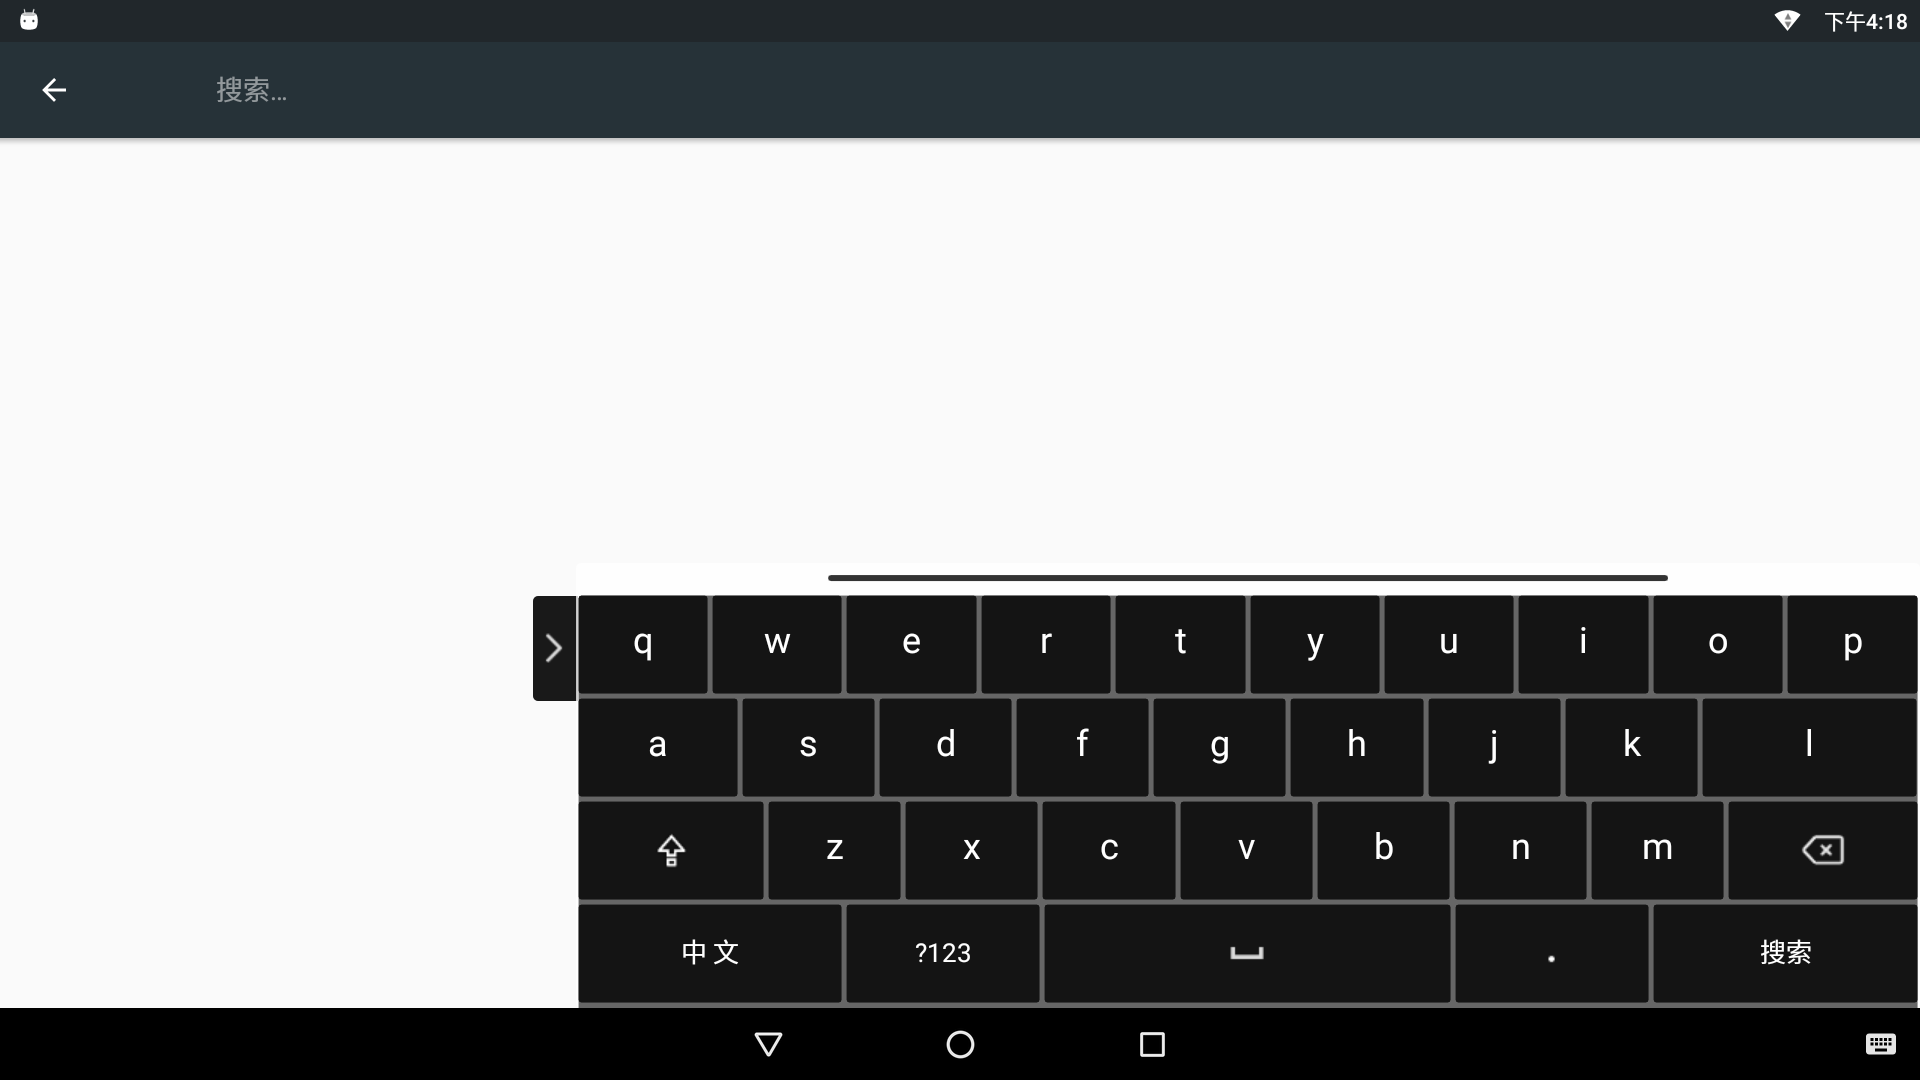 下午4:18
搜索...
q w e r t y u i o p
a s d f g h j k l
z x c v b n m
中文 ?123 . 搜索